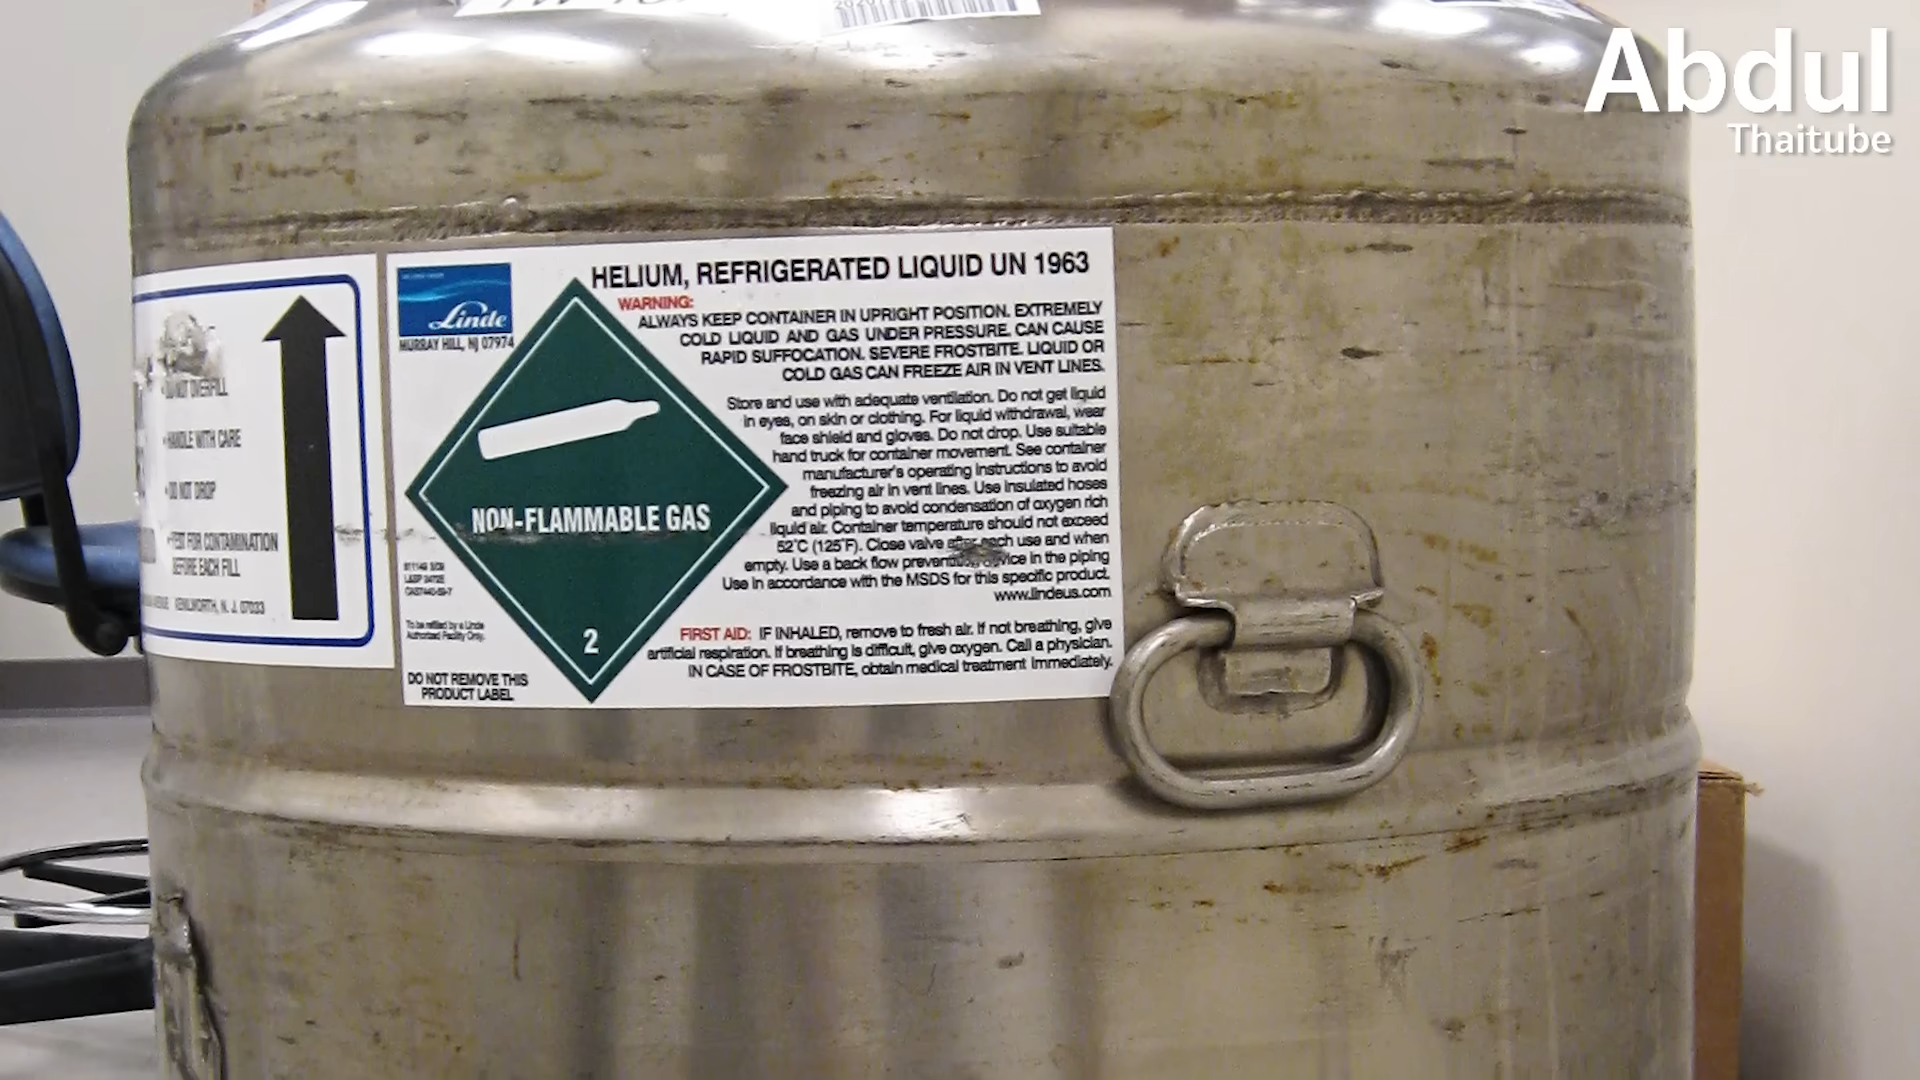 Abdul
Thaitube
DO NOT OVERFILL
• HANDLE WITH CARE
• DO NOT DROP
• TEST FOR CONTAMINATION
BEFORE EACH FILL
KENILWORTH, N. J. 07033
Linde
MURRAY HILL, NJ 07974
HELIUM, REFRIGERATED LIQUID UN 1963
WARNING:
ALWAYS KEEP CONTAINER IN UPRIGHT POSITION. EXTREMELY
COLD LIQUID AND GAS UNDER PRESSURE. CAN CAUSE
RAPID SUFFOCATION. SEVERE FROSTBITE. LIQUID OR
COLD GAS CAN FREEZE AIR IN VENT LINES.
Store and use with adequate ventilation. Do not get liquid
in eyes, on skin or clothing. For liquid withdrawal, wear
face shield and gloves. Do not drop. Use suitable
hand truck for container movement. See container
manufacturer's operating instructions to avoid
freezing air in vent lines. Use insulated hoses
and piping to avoid condensation of oxygen rich
liquid air. Container temperature should not exceed
52°C (125°F). Close valve after each use and when
empty. Use a back flow prevention device in the piping
Use in accordance with the MSDS for this specific product.
www.lindeus.com
NON-FLAMMABLE GAS
2
To be refilled by a Linde
Authorized Facility Only.
DO NOT REMOVE THIS
PRODUCT LABEL
FIRST AID: IF INHALED, remove to fresh air. If not breathing, give
artificial respiration. If breathing is difficult, give oxygen. Call a physician.
IN CASE OF FROSTBITE, obtain medical treatment immediately.